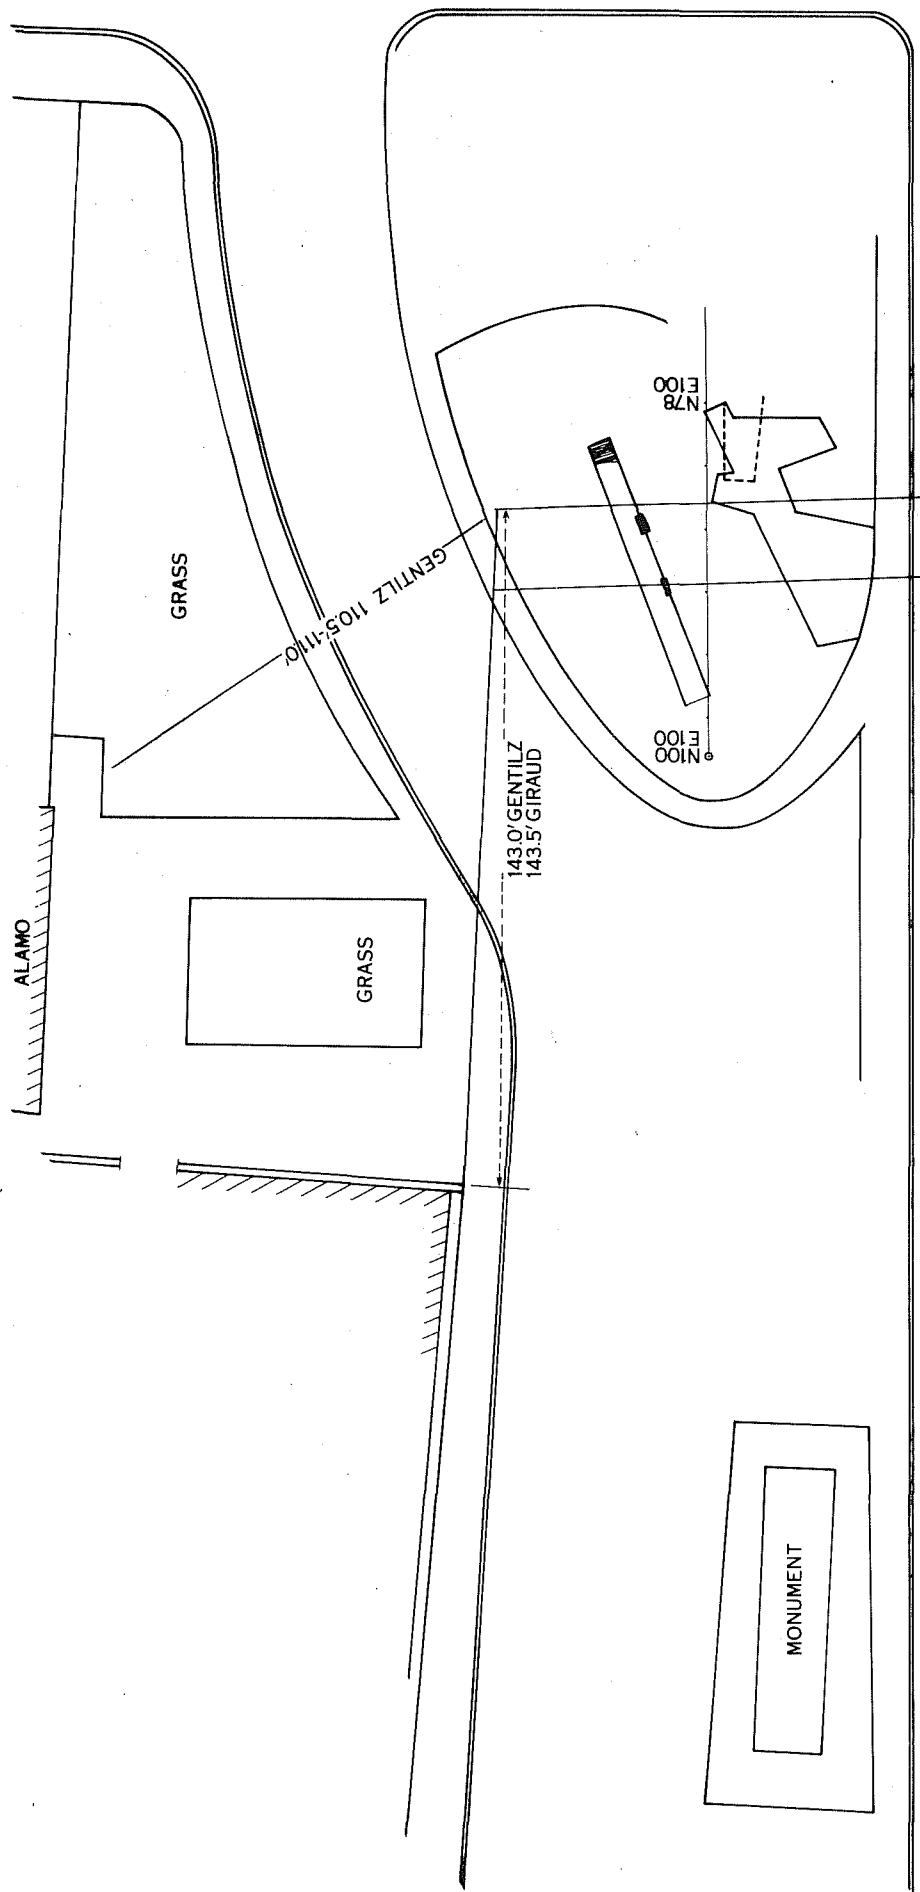 ALAMO
GRASS
GRASS
GENTILZ 110.5'-111.0'
143.0' GENTILZ
143.5' GIRAUD
N78
E100
N100
E100
MONUMENT